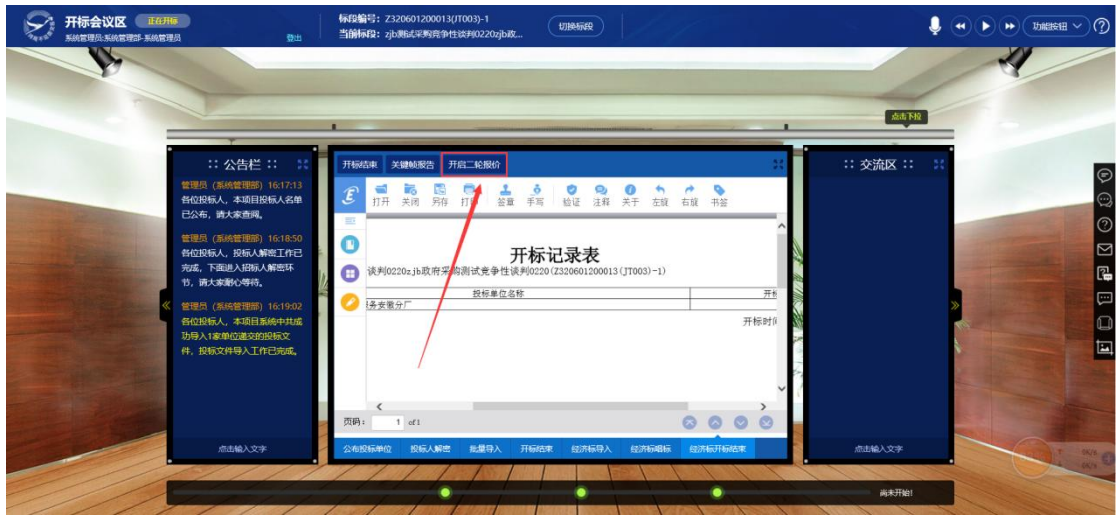 开标会议区 正在开标
系统管理员:系统管理部-系统管理员 登出
标段编号：Z320601200013(JT003)-1
当前标段：zjb测试采购竞争性谈判0220zjb政...
切换标段
功能按钮
点击下拉
:: 公告栏 ::
管理员 (系统管理部) 16:17:13
各位投标人，本项目投标人名单
已公布，请大家查阅。
管理员 (系统管理部) 16:18:50
各位投标人，投标人解密工作已
完成，下面进入招标人解密环
节，请大家耐心等待。
管理员 (系统管理部) 16:19:02
各位投标人，本项目系统中共成
功导入1家单位递交的投标文
件，投标文件导入工作已完成。
点击输入文字
开标结束 关键帧报告 开启二轮报价
打开 关闭 另存 打印 签章 手写 验证 注释 关于 左旋 右旋 书签
开标记录表
谈判0220zjb政府采购测试竞争性谈判0220(Z320601200013(JT003)-1)
投标单位名称 开标
务安徽分厂
开标时间
页码： 1 of1
公布投标单位 投标人解密 批量导入 开标结束 经济标导入 经济标唱标 经济标开标结束
:: 交流区 ::
点击输入文字
尚未开始!